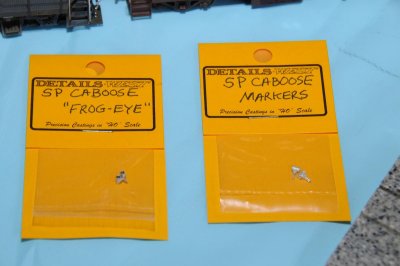 DETAILS WEST
SP CABOOSE
"FROG-EYE"
Precision Castings in "HO" Scale
DETAILS WEST
SP CABOOSE
MARKERS
Precision Castings in "HO" Scale